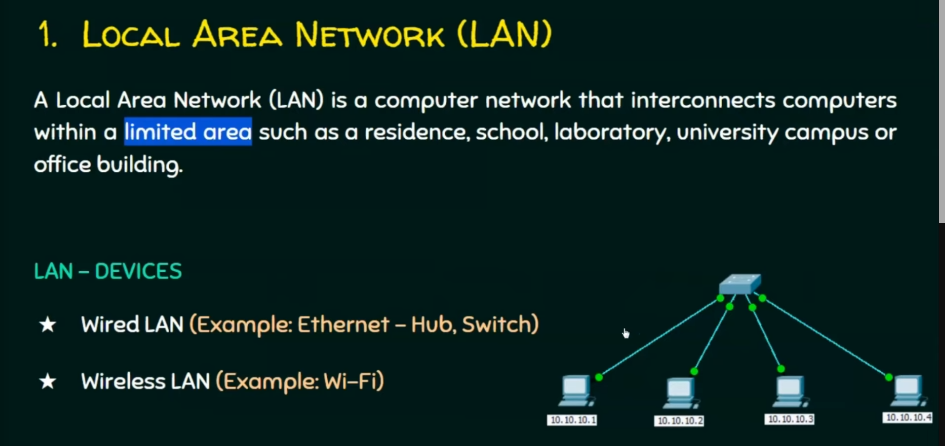 1. LOCAL AREA NETWORK (LAN)
A Local Area Network (LAN) is a computer network that interconnects computers
within a limited area such as a residence, school, laboratory, university campus or
office building.
LAN – DEVICES
★ Wired LAN (Example: Ethernet – Hub, Switch)
★ Wireless LAN (Example: Wi-Fi)
10.10.10.1 10.10.10.2 10.10.10.3 10.10.10.4